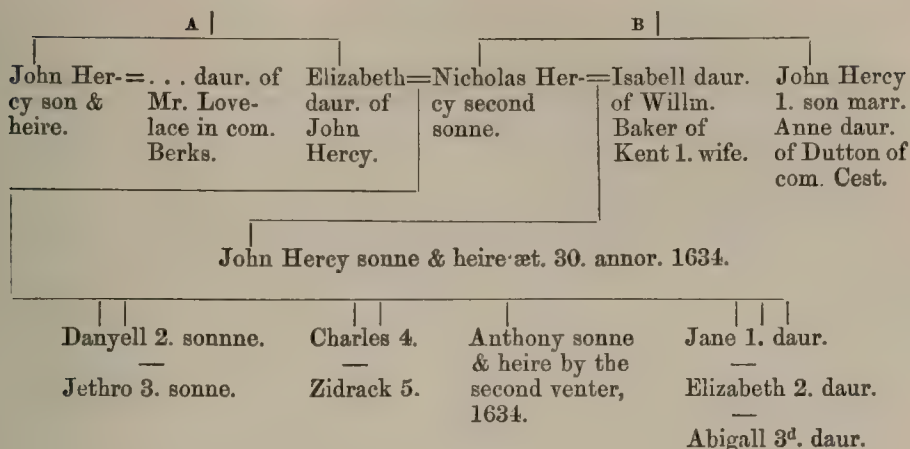 A B
John Her-=. . . daur. of
cy son &
heire.
Mr. Love-
lace in com.
Berks.
Elizabeth=Nicholas Her-=Isabell daur.
daur. of
John
Hercy.
cy second
sonne.
of Willm.
Baker of
Kent 1. wife.
John Hercy
1. son marr.
Anne daur.
of Dutton of
com. Cest.
John Hercy sonne & heire æt. 30. annor. 1634.
Danyell 2. sonnne.
—
Jethro 3. sonne.
Charles 4.
—
Zidrack 5.
Anthony sonne
& heire by the
second venter,
1634.
Jane 1. daur.
—
Elizabeth 2. daur.
—
Abigall 3d. daur.